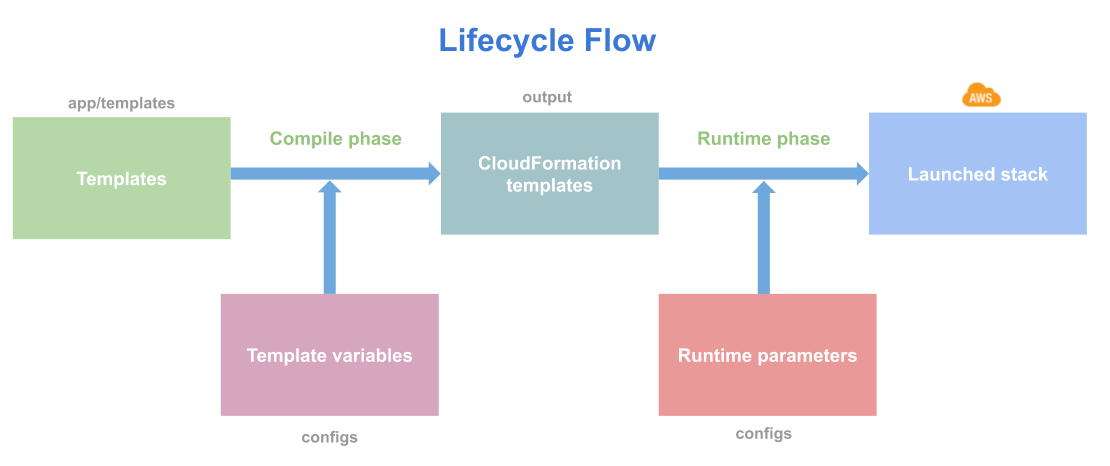 Lifecycle Flow
app/templates
output
AWS
Compile phase
Runtime phase
Templates
CloudFormation
templates
Launched stack
Template variables
Runtime parameters
configs
configs